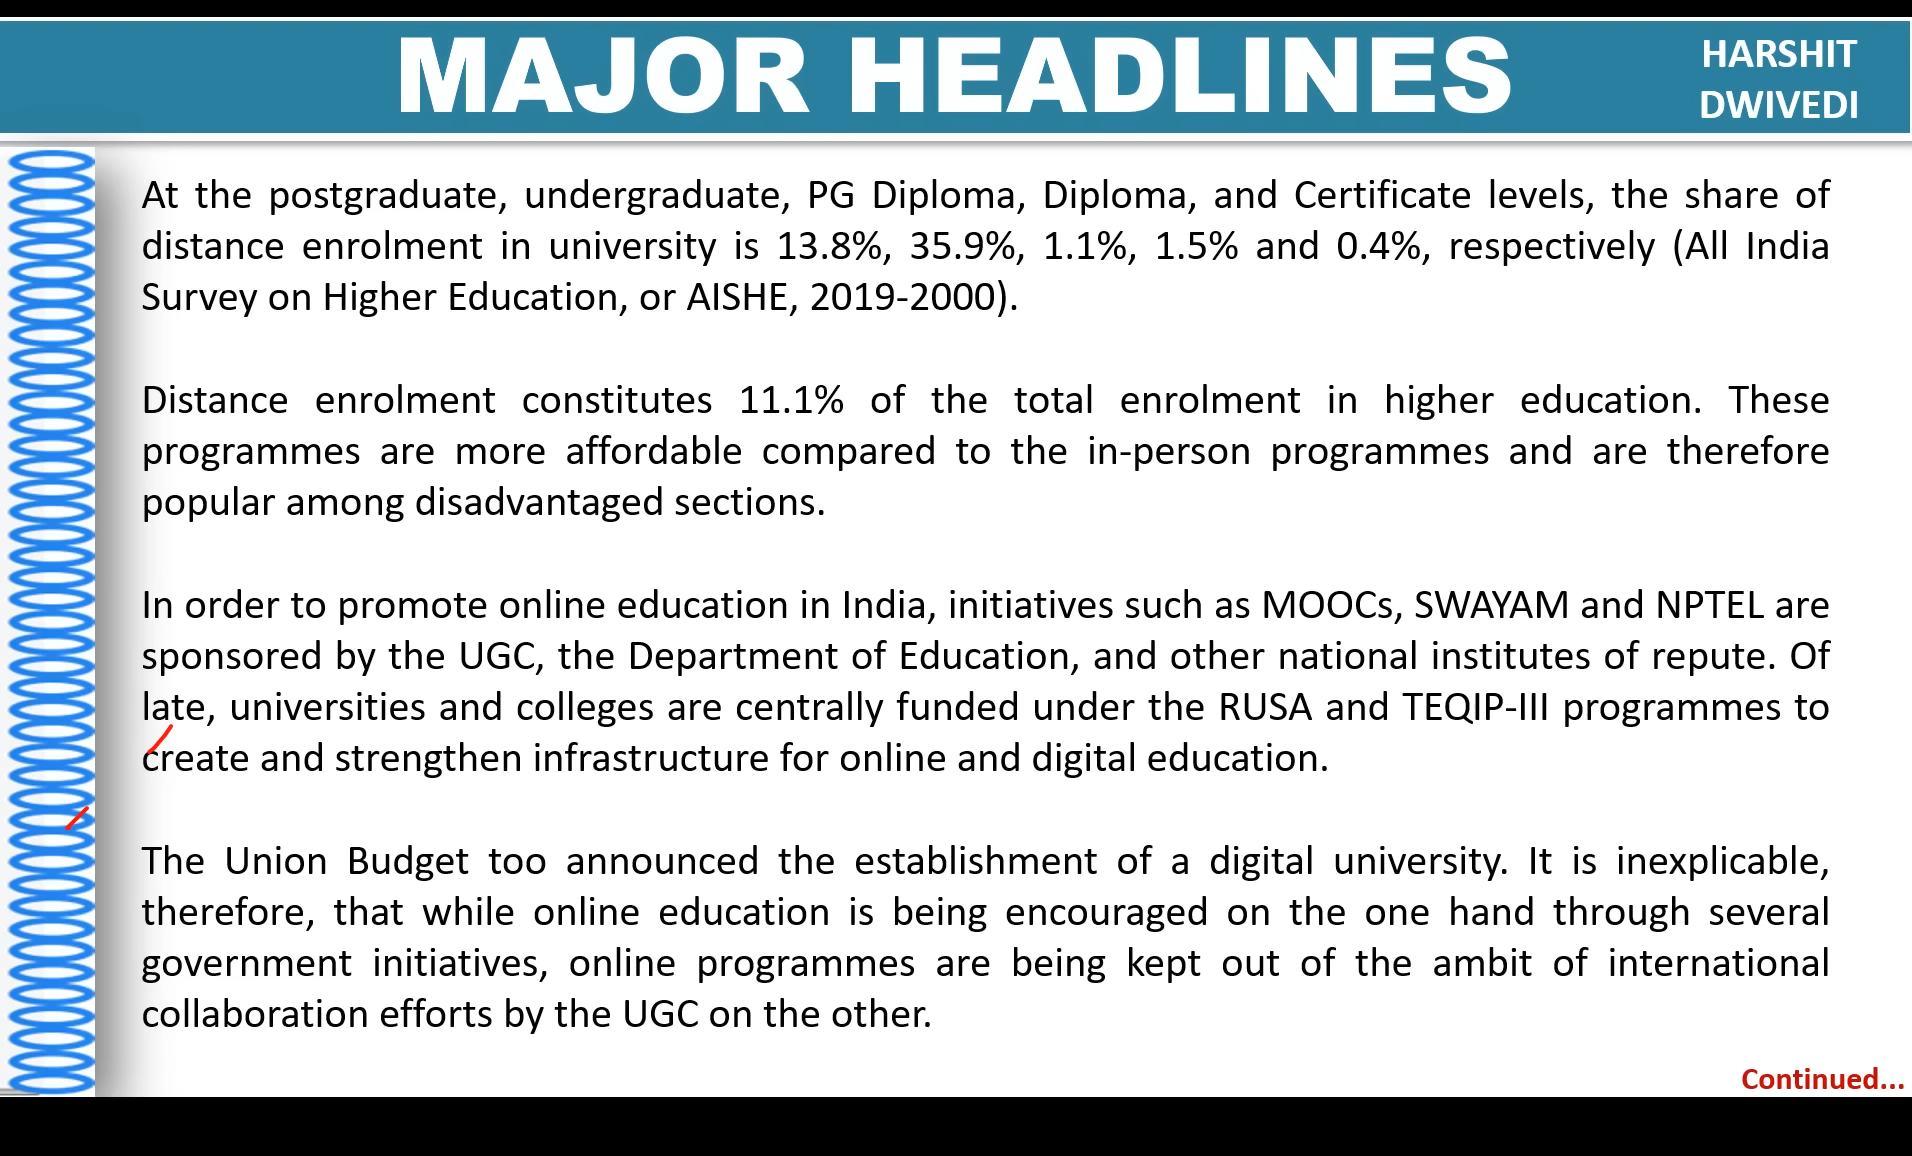 MAJOR HEADLINES
HARSHIT
DWIVEDI
At the postgraduate, undergraduate, PG Diploma, Diploma, and Certificate levels, the share of
distance enrolment in university is 13.8%, 35.9%, 1.1%, 1.5% and 0.4%, respectively (All India
Survey on Higher Education, or AISHE, 2019-2000).
Distance enrolment constitutes 11.1% of the total enrolment in higher education. These
programmes are more affordable compared to the in-person programmes and are therefore
popular among disadvantaged sections.
In order to promote online education in India, initiatives such as MOOCs, SWAYAM and NPTEL are
sponsored by the UGC, the Department of Education, and other national institutes of repute. Of
late, universities and colleges are centrally funded under the RUSA and TEQIP-III programmes to
create and strengthen infrastructure for online and digital education.
The Union Budget too announced the establishment of a digital university. It is inexplicable,
therefore, that while online education is being encouraged on the one hand through several
government initiatives, online programmes are being kept out of the ambit of international
collaboration efforts by the UGC on the other.
Continued...